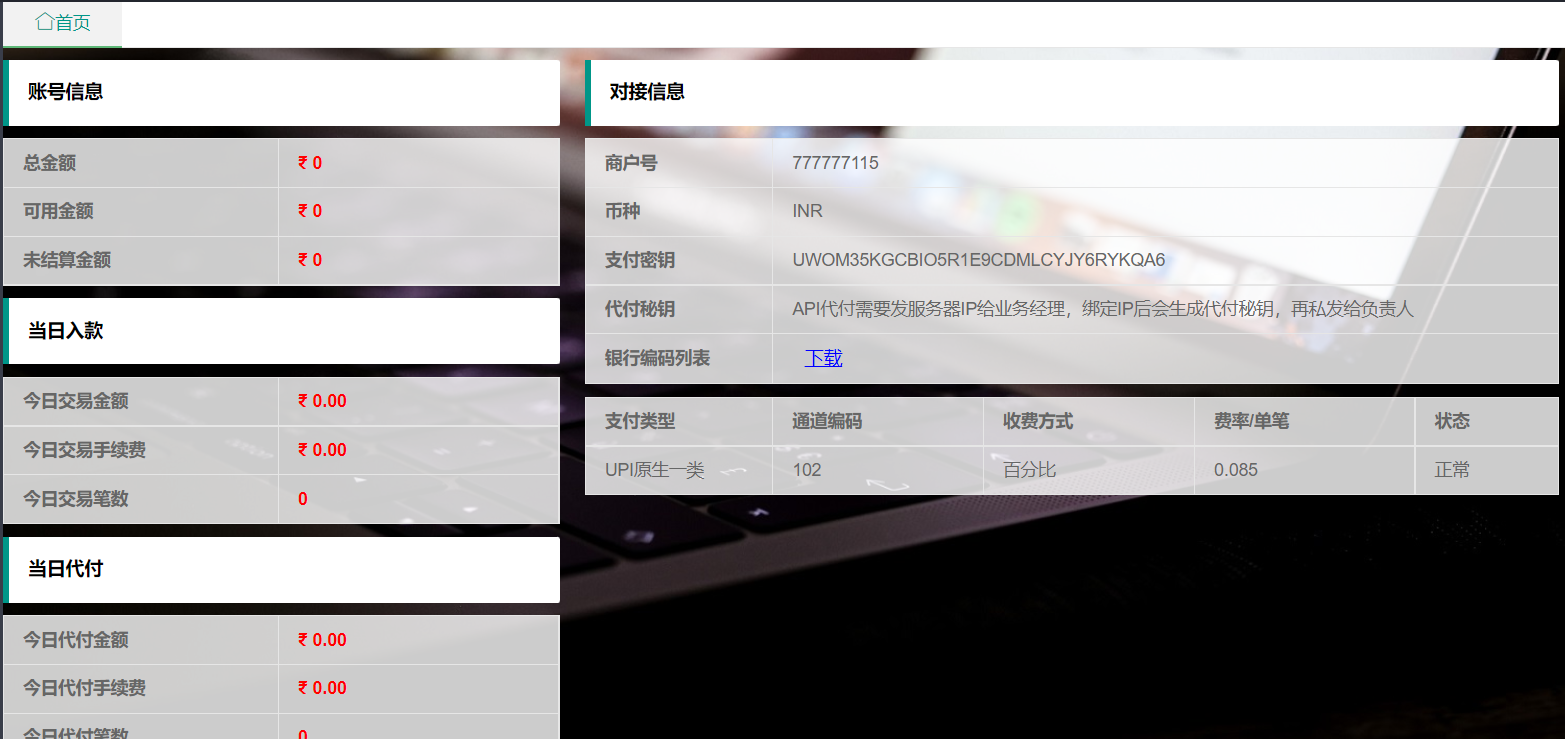 首页
账号信息
总金额 ₹ 0
可用金额 ₹ 0
未结算金额 ₹ 0
当日入款
今日交易金额 ₹ 0.00
今日交易手续费 ₹ 0.00
今日交易笔数 0
当日代付
今日代付金额 ₹ 0.00
今日代付手续费 ₹ 0.00
今日代付笔数 0
对接信息
商户号 777777115
币种 INR
支付密钥 UWOM35KGCBIO5R1E9CDMLCYJY6RYKQA6
代付秘钥 API代付需要发服务器IP给业务经理，绑定IP后会生成代付秘钥，再私发给负责人
银行编码列表 下载
支付类型 通道编码 收费方式 费率/单笔 状态
UPI原生一类 102 百分比 0.085 正常